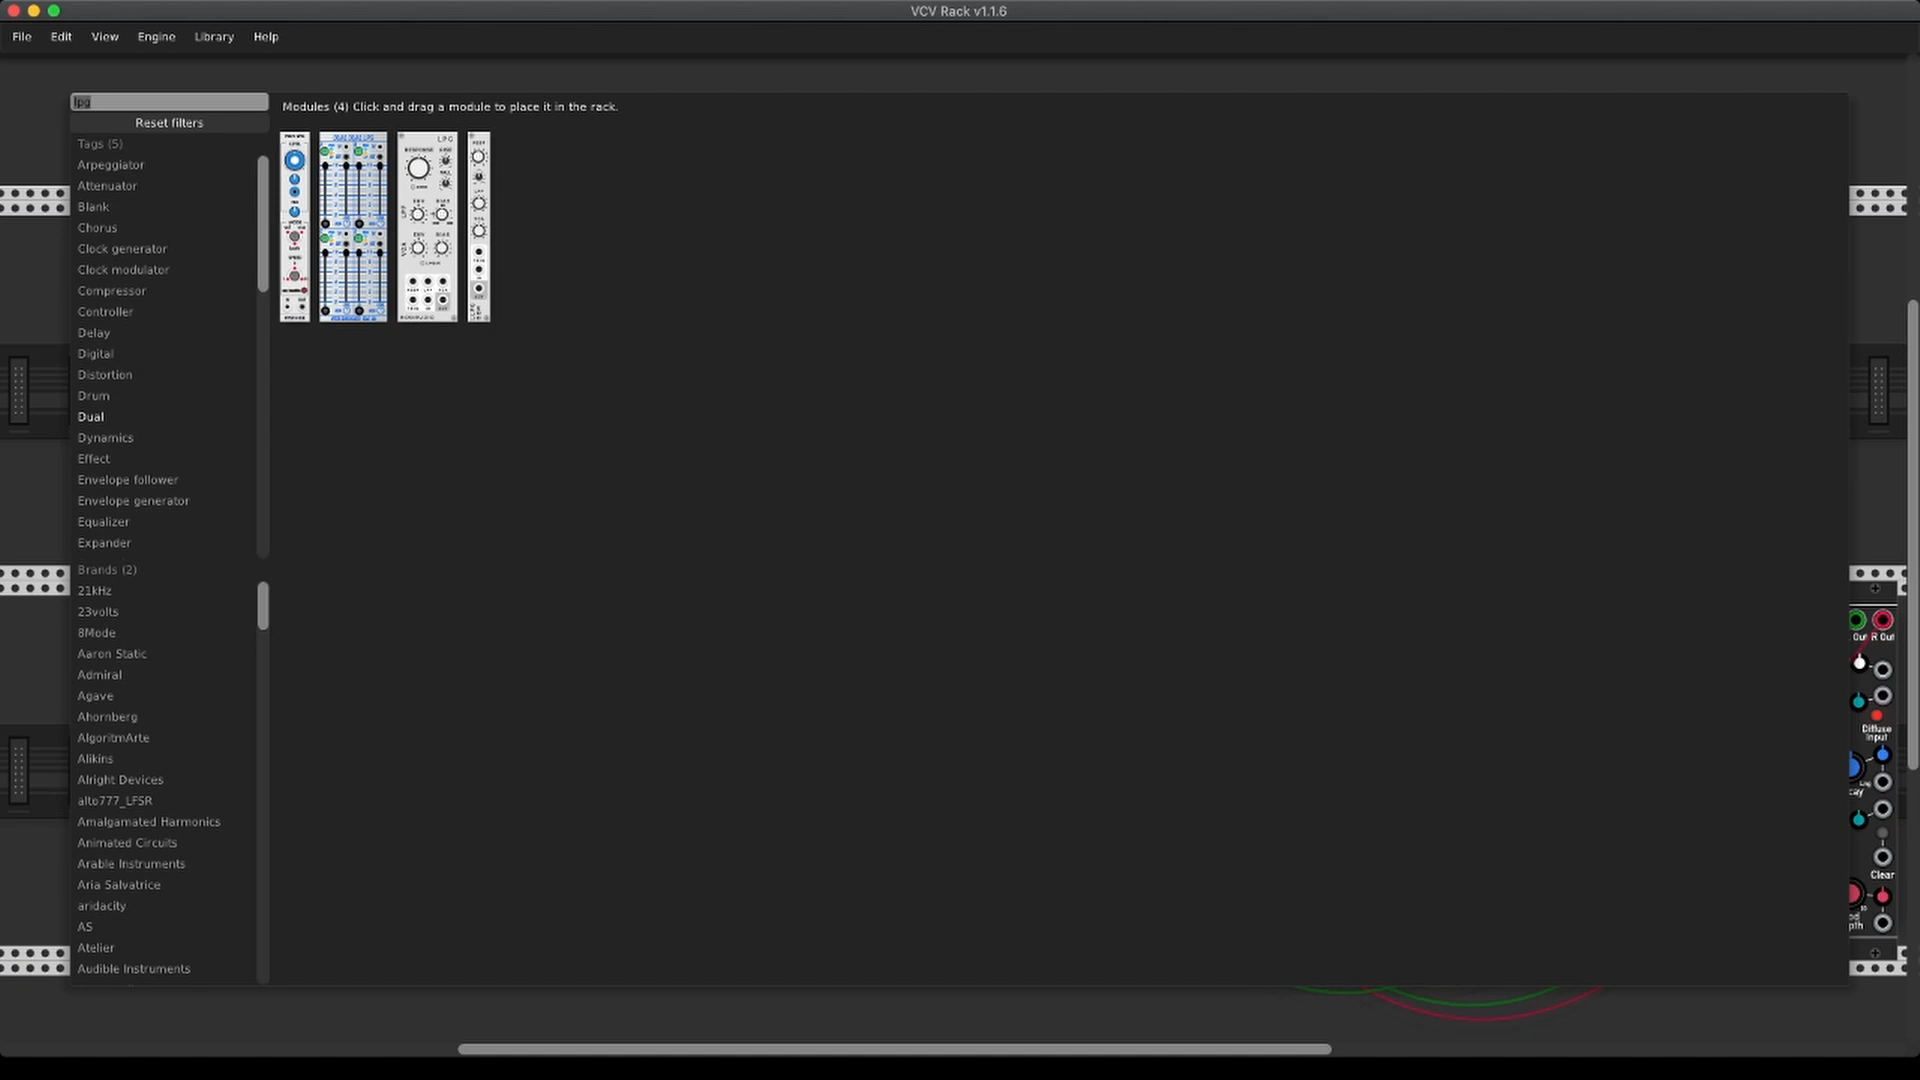 VCV Rack v1.1.6
File Edit View Engine Library Help
lpg
Modules (4) Click and drag a module to place it in the rack.
Reset filters
Tags (5)
Arpeggiator
Attenuator
Blank
Chorus
Clock generator
Clock modulator
Compressor
Controller
Delay
Digital
Distortion
Drum
Dual
Dynamics
Effect
Envelope follower
Envelope generator
Equalizer
Expander
Brands (2)
21kHz
23volts
8Mode
Aaron Static
Admiral
Agave
Ahornberg
AlgoritmArte
Alikins
Alright Devices
alto777_LFSR
Amalgamated Harmonics
Animated Circuits
Arable Instruments
Aria Salvatrice
aridacity
AS
Atelier
Audible Instruments
LPG
RESPONSE
Out R Out
Diffuse
Input
Clear